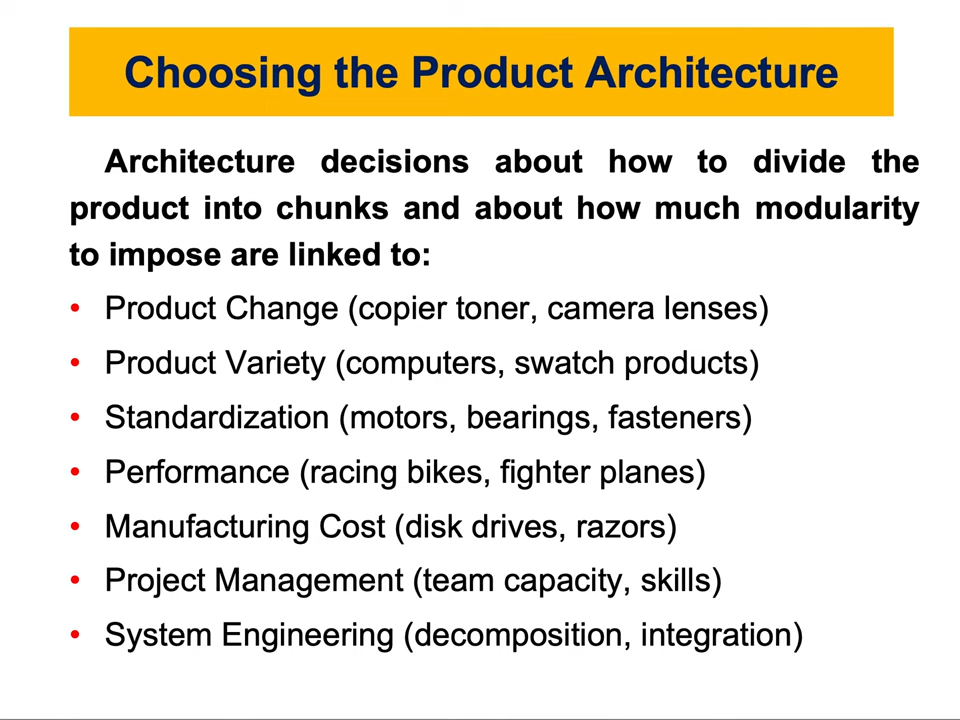 Choosing the Product Architecture
Architecture decisions about how to divide the
product into chunks and about how much modularity
to impose are linked to:
• Product Change (copier toner, camera lenses)
• Product Variety (computers, swatch products)
• Standardization (motors, bearings, fasteners)
• Performance (racing bikes, fighter planes)
• Manufacturing Cost (disk drives, razors)
• Project Management (team capacity, skills)
• System Engineering (decomposition, integration)